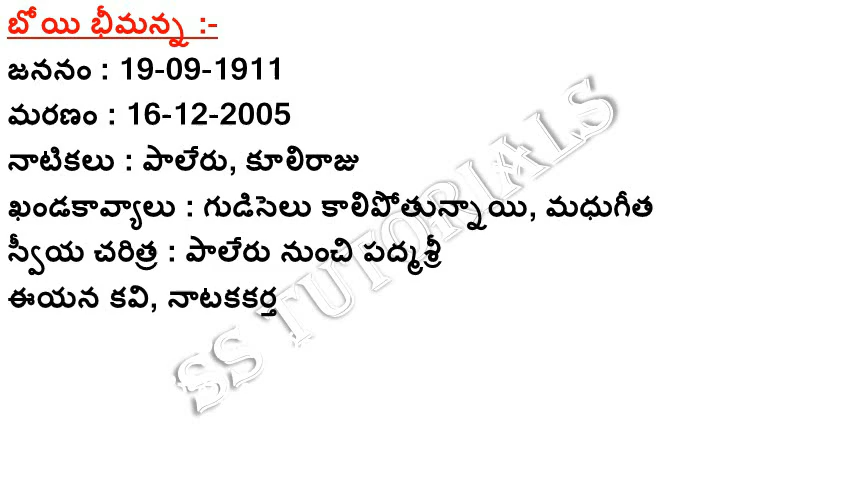 బోయి భీమన్న :-
జననం : 19-09-1911
మరణం : 16-12-2005
నాటికలు : పాలేరు, కూలిరాజు
ఖండకావ్యాలు : గుడిసెలు కాలిపోతున్నాయి, మధుగీత
స్వీయ చరిత్ర : పాలేరు నుంచి పద్మశ్రీ
ఈయన కవి, నాటకకర్త
SS TUTORIALS